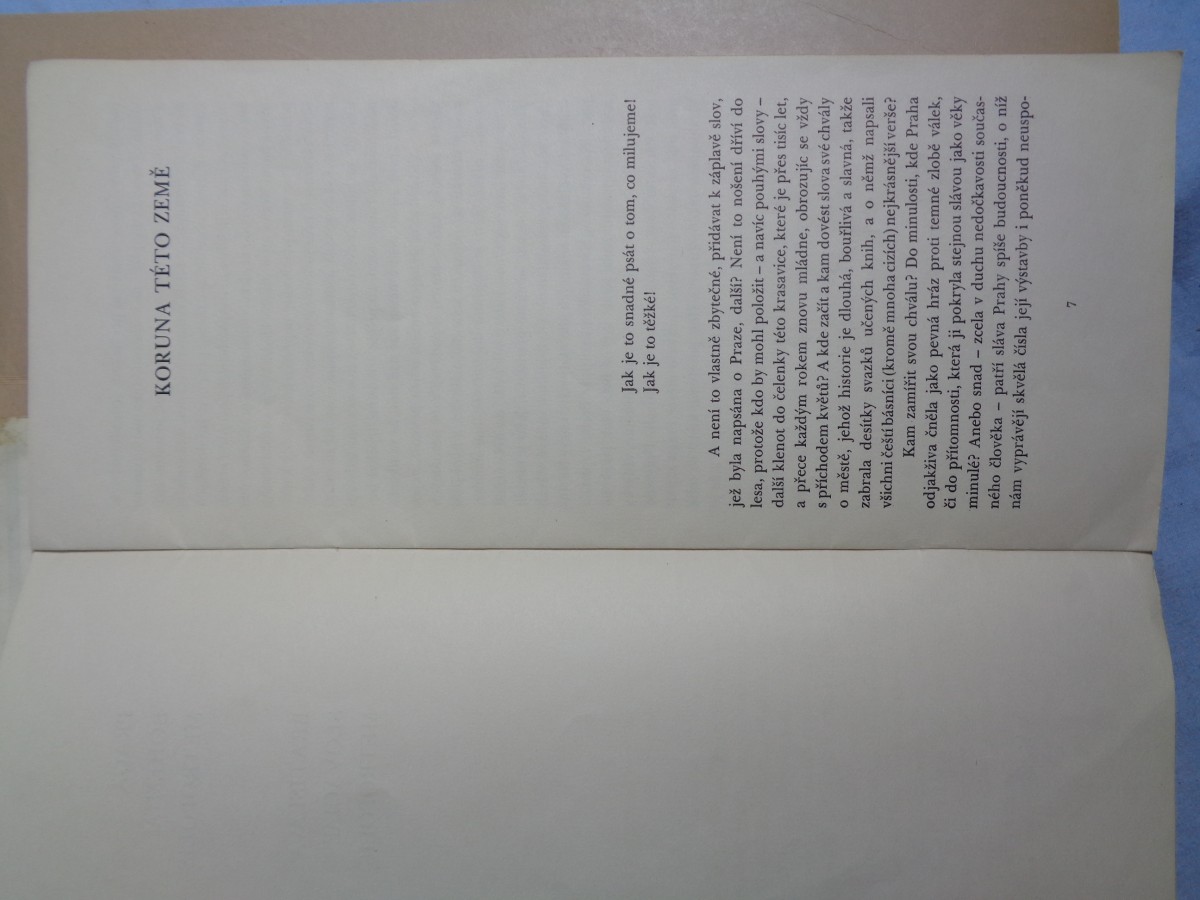 KORUNA TÉTO ZEMĚ
Jak je to snadné psát o tom, co milujeme!
Jak je to těžké!
A není to vlastně zbytečné, přidávat k záplavě slov,
jež byla napsána o Praze, další? Není to nošení dříví do
lesa, protože kdo by mohl položit – a navíc pouhými slovy –
další klenot do čelenky této krasavice, které je přes tisíc let,
a přece každým rokem znovu mládne, obrozujíc se vždy
s příchodem květů? A kde začít a kam dovést slova své chvály
o městě, jehož historie je dlouhá, bouřlivá a slavná, takže
zabrala desítky svazků učených knih, a o němž napsali
všichni čeští básníci (kromě mnoha cizích) nejkrásnější verše?
Kam zamířit svou chválu? Do minulosti, kde Praha
odjakživa čněla jako pevná hráz proti temné zlobě válek,
či do přítomnosti, která ji pokryla stejnou slávou jako věky
minulé? Anebo snad – zcela v duchu nedočkavosti součas-
ného člověka – patří sláva Prahy spíše budoucnosti, o níž
nám vyprávějí skvělá čísla její výstavby i poněkud neuspo-
7